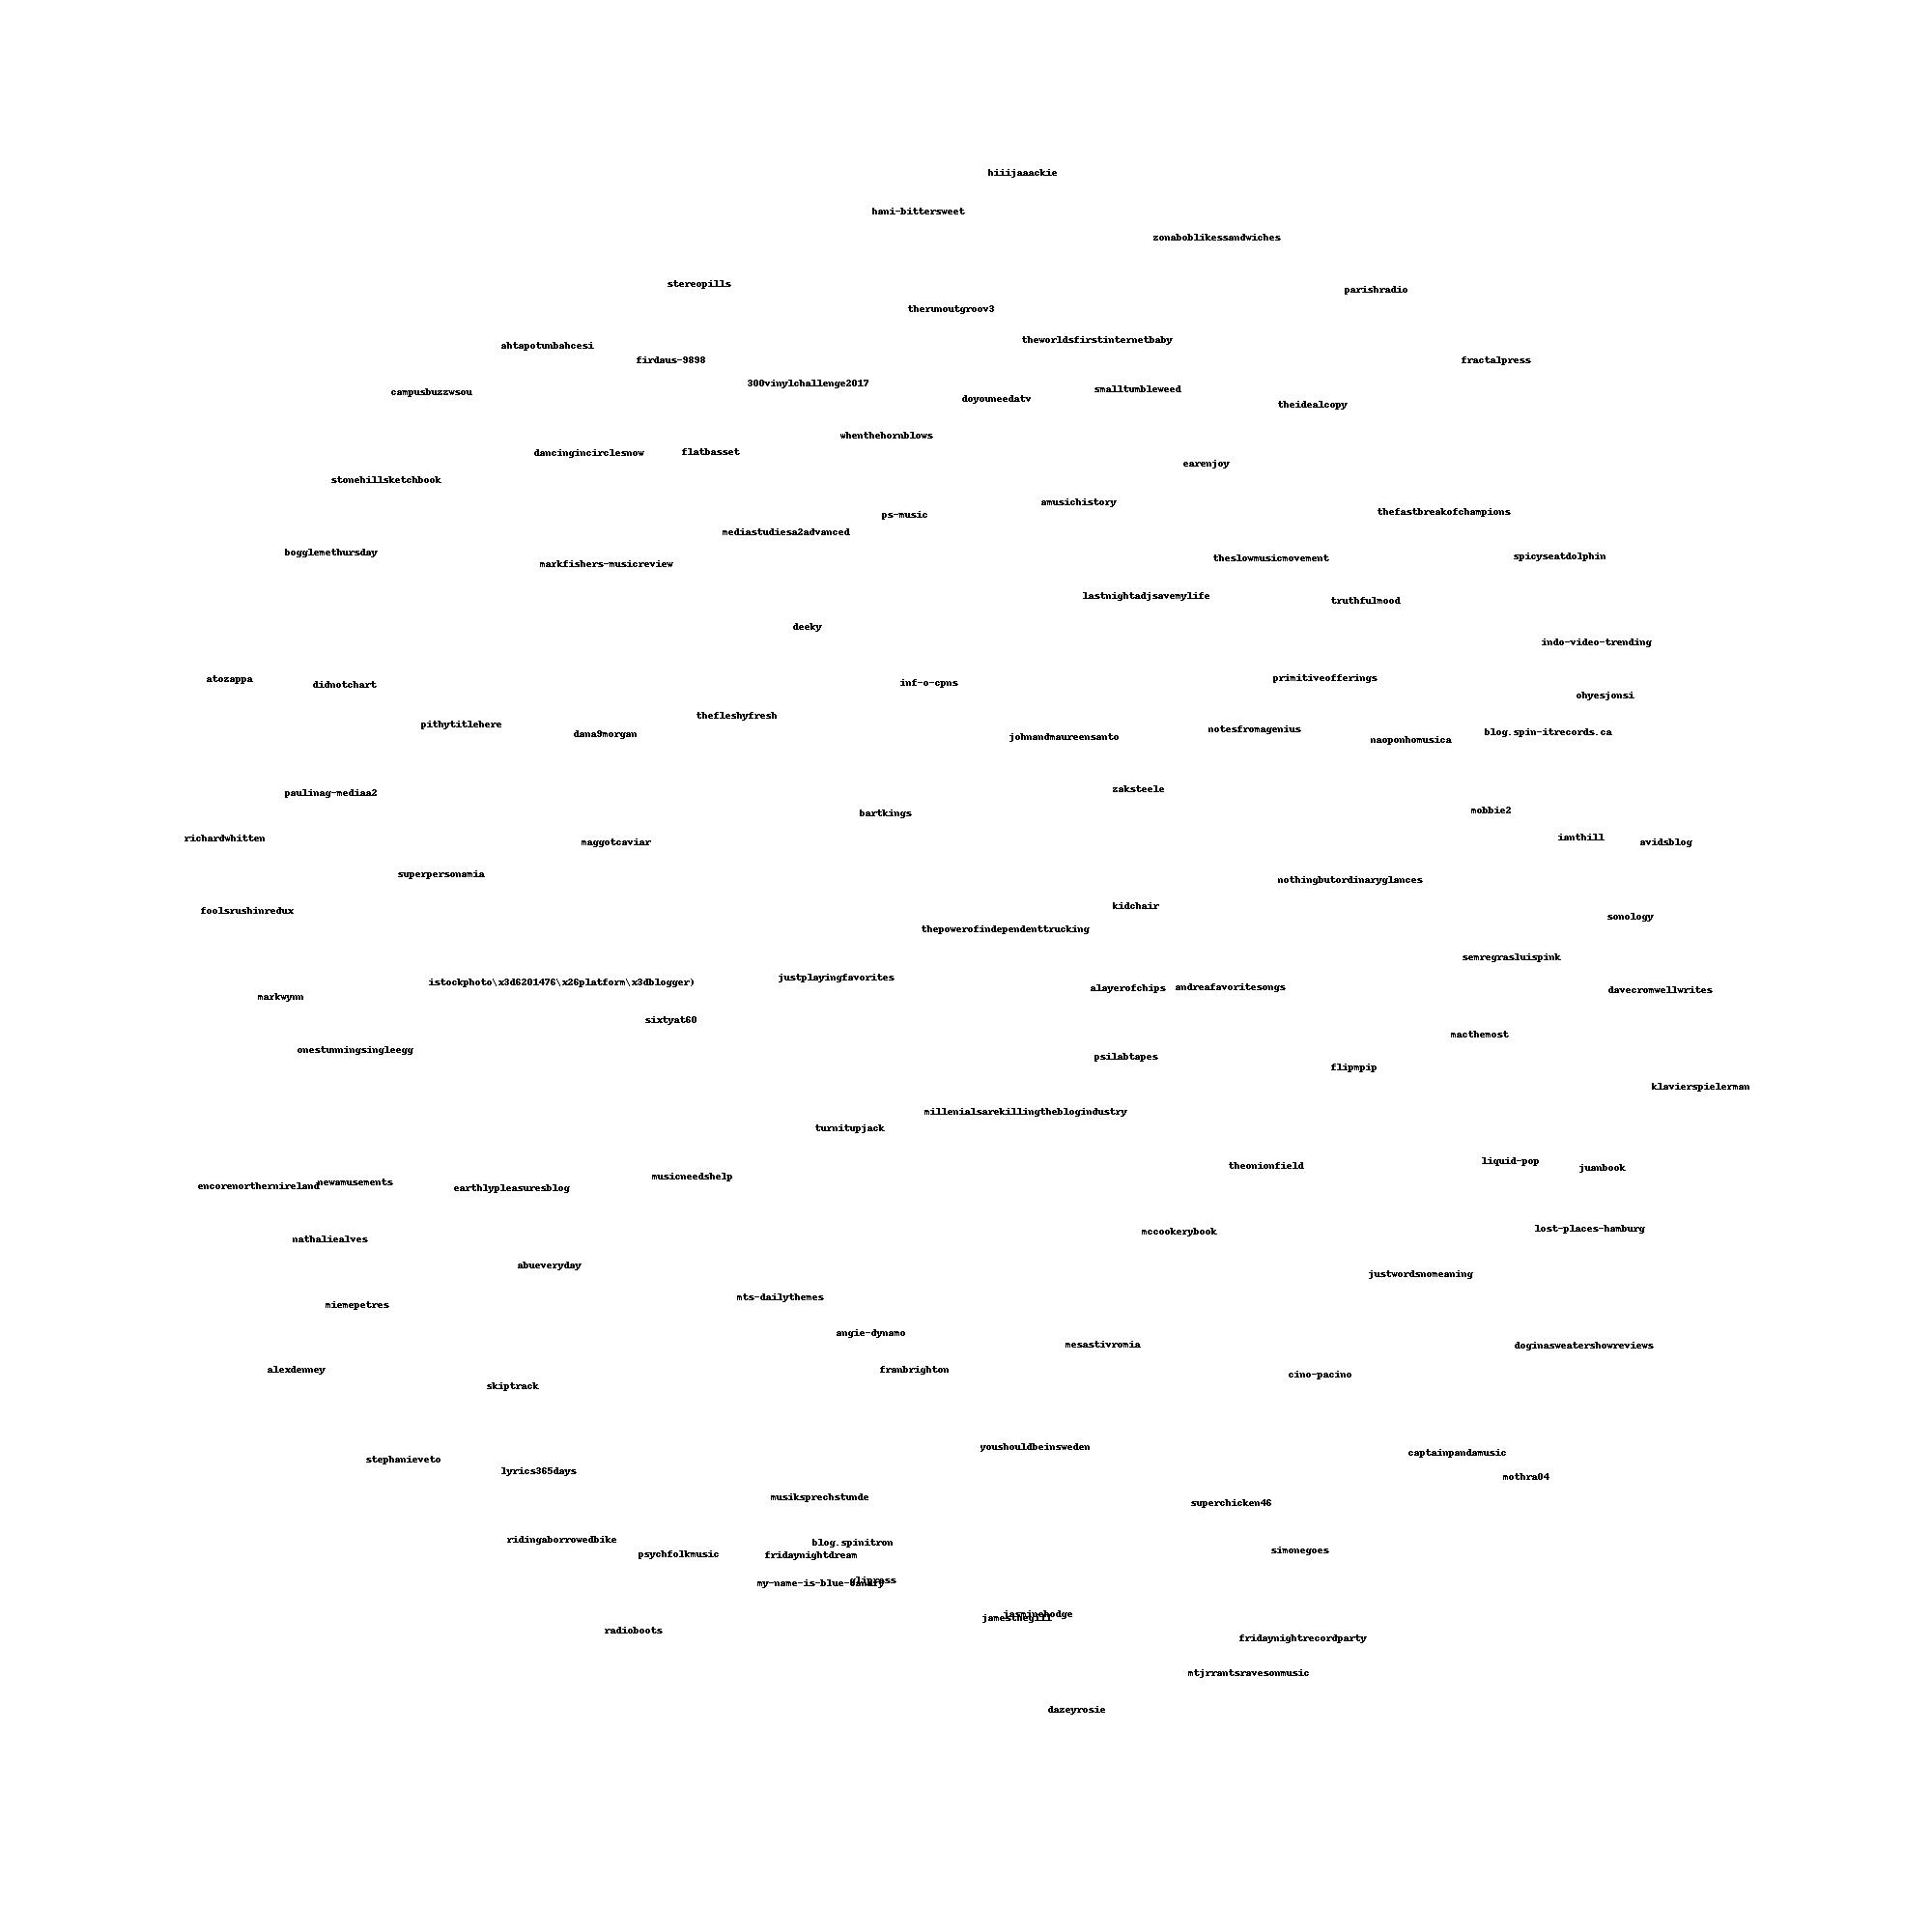 hiiijaaackie
hani-bittersweet
zonaboblikessandwiches
stereopills
parishradio
therunoutgroov3
theworldsfirstinternetbaby
ahtapotunbahcesi
firdaus-9898
fractalpress
300vinylchallenge2017
smalltumbleweed
campusbuzzwsou
doyouneedatv
theidealcopy
whenthehornblows
dancingincirclesnow
flatbasset
earenjoy
stonehillsketchbook
amusichistory
thefastbreakofchampions
ps-music
mediastudiesa2advanced
bogglemethursday
spicyseatdolphin
theslowmusicmovement
markfishers-musicreview
lastnightadjsavemylife
truthfulmood
deeky
indo-video-trending
primitiveofferings
atozappa
inf-o-cpns
didnotchart
ohyesjonsi
thefleshyfresh
pithytitlehere
notesfromagenius
blog.spin-itrecords.ca
dana9morgan
johnandmaureensanto
naoponhomusica
zaksteele
paulinag-mediaa2
mobbie2
bartkings
ianthill
richardwhitten
maggotcaviar
avidsblog
superpersonamia
nothingbutordinaryglances
kidchair
foolsrushinredux
sonology
thepowerofindependenttrucking
semregrasluispink
justplayingfavorites
istockphoto\x3d6201476\x26platform\x3dblogger)
alayerofchips
andreafavoritesongs
davecromwellwrites
markwynn
sixtyat60
macthemost
onestunningsingleegg
psilabtapes
flipmpip
klavierspielerman
millenialsarekillingtheblogindustry
turnitupjack
liquid-pop
theonionfield
juanbook
musicneedshelp
newamusements
encorenorthernireland
earthlypleasuresblog
lost-places-hamburg
mccookerybook
nathaliealves
abueveryday
justwordsnomeaning
mts-dailythemes
miemepetres
angie-dynamo
mesastivromia
doginasweatershowreviews
alexdenney
franbrighton
cino-pacino
skiptrack
youshouldbeinsweden
captainpandamusic
stephanieveto
lyrics365days
mothra04
musiksprechstunde
superchicken46
ridingaborrowedbike
blog.spinitron
simonegoes
psychfolkmusic
fridaynightdream
my-name-is-blue-canary
jasminehodge
jamesthegill
radioboots
fridaynightrecordparty
mtjrrantsravesonmusic
dazeyrosie